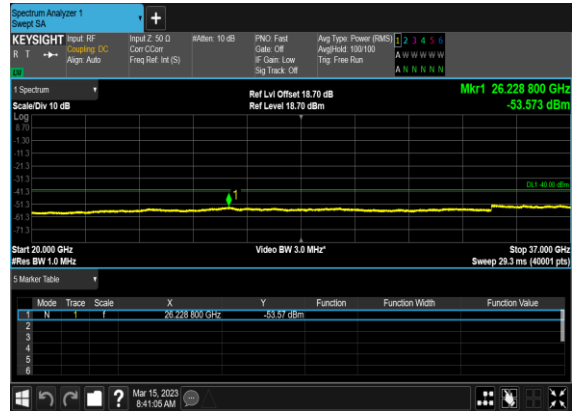 Spectrum Analyzer 1
Swept SA
+
KEYSIGHT Input: RF Input Z: 50 Ω #Atten: 10 dB PNO: Fast Avg Type: Power (RMS) 1 2 3 4 5 6
R T Coupling: DC Corr CCorr Gate: Off Avg|Hold: 100/100 A W W W W W
Align: Auto Freq Ref: Int (S) IF Gain: Low Trig: Free Run
LW Sig Track: Off A N N N N N
1 Spectrum Ref Lvl Offset 18.70 dB Mkr1 26.228 800 GHz
Scale/Div 10 dB Ref Level 18.70 dBm -53.573 dBm
Log
8.70
-1.30
-11.3
-21.3
-31.3
-41.3 DL1 -40.00 dBm
1
-51.3
-61.3
-71.3
Start 20.000 GHz Video BW 3.0 MHz* Stop 37.000 GHz
#Res BW 1.0 MHz Sweep 29.3 ms (40001 pts)
5 Marker Table
Mode Trace Scale X Y Function Function Width Function Value
1 N 1 f 26.228 800 GHz -53.57 dBm
2
3
4
5
6
? Mar 15, 2023
8:41:05 AM